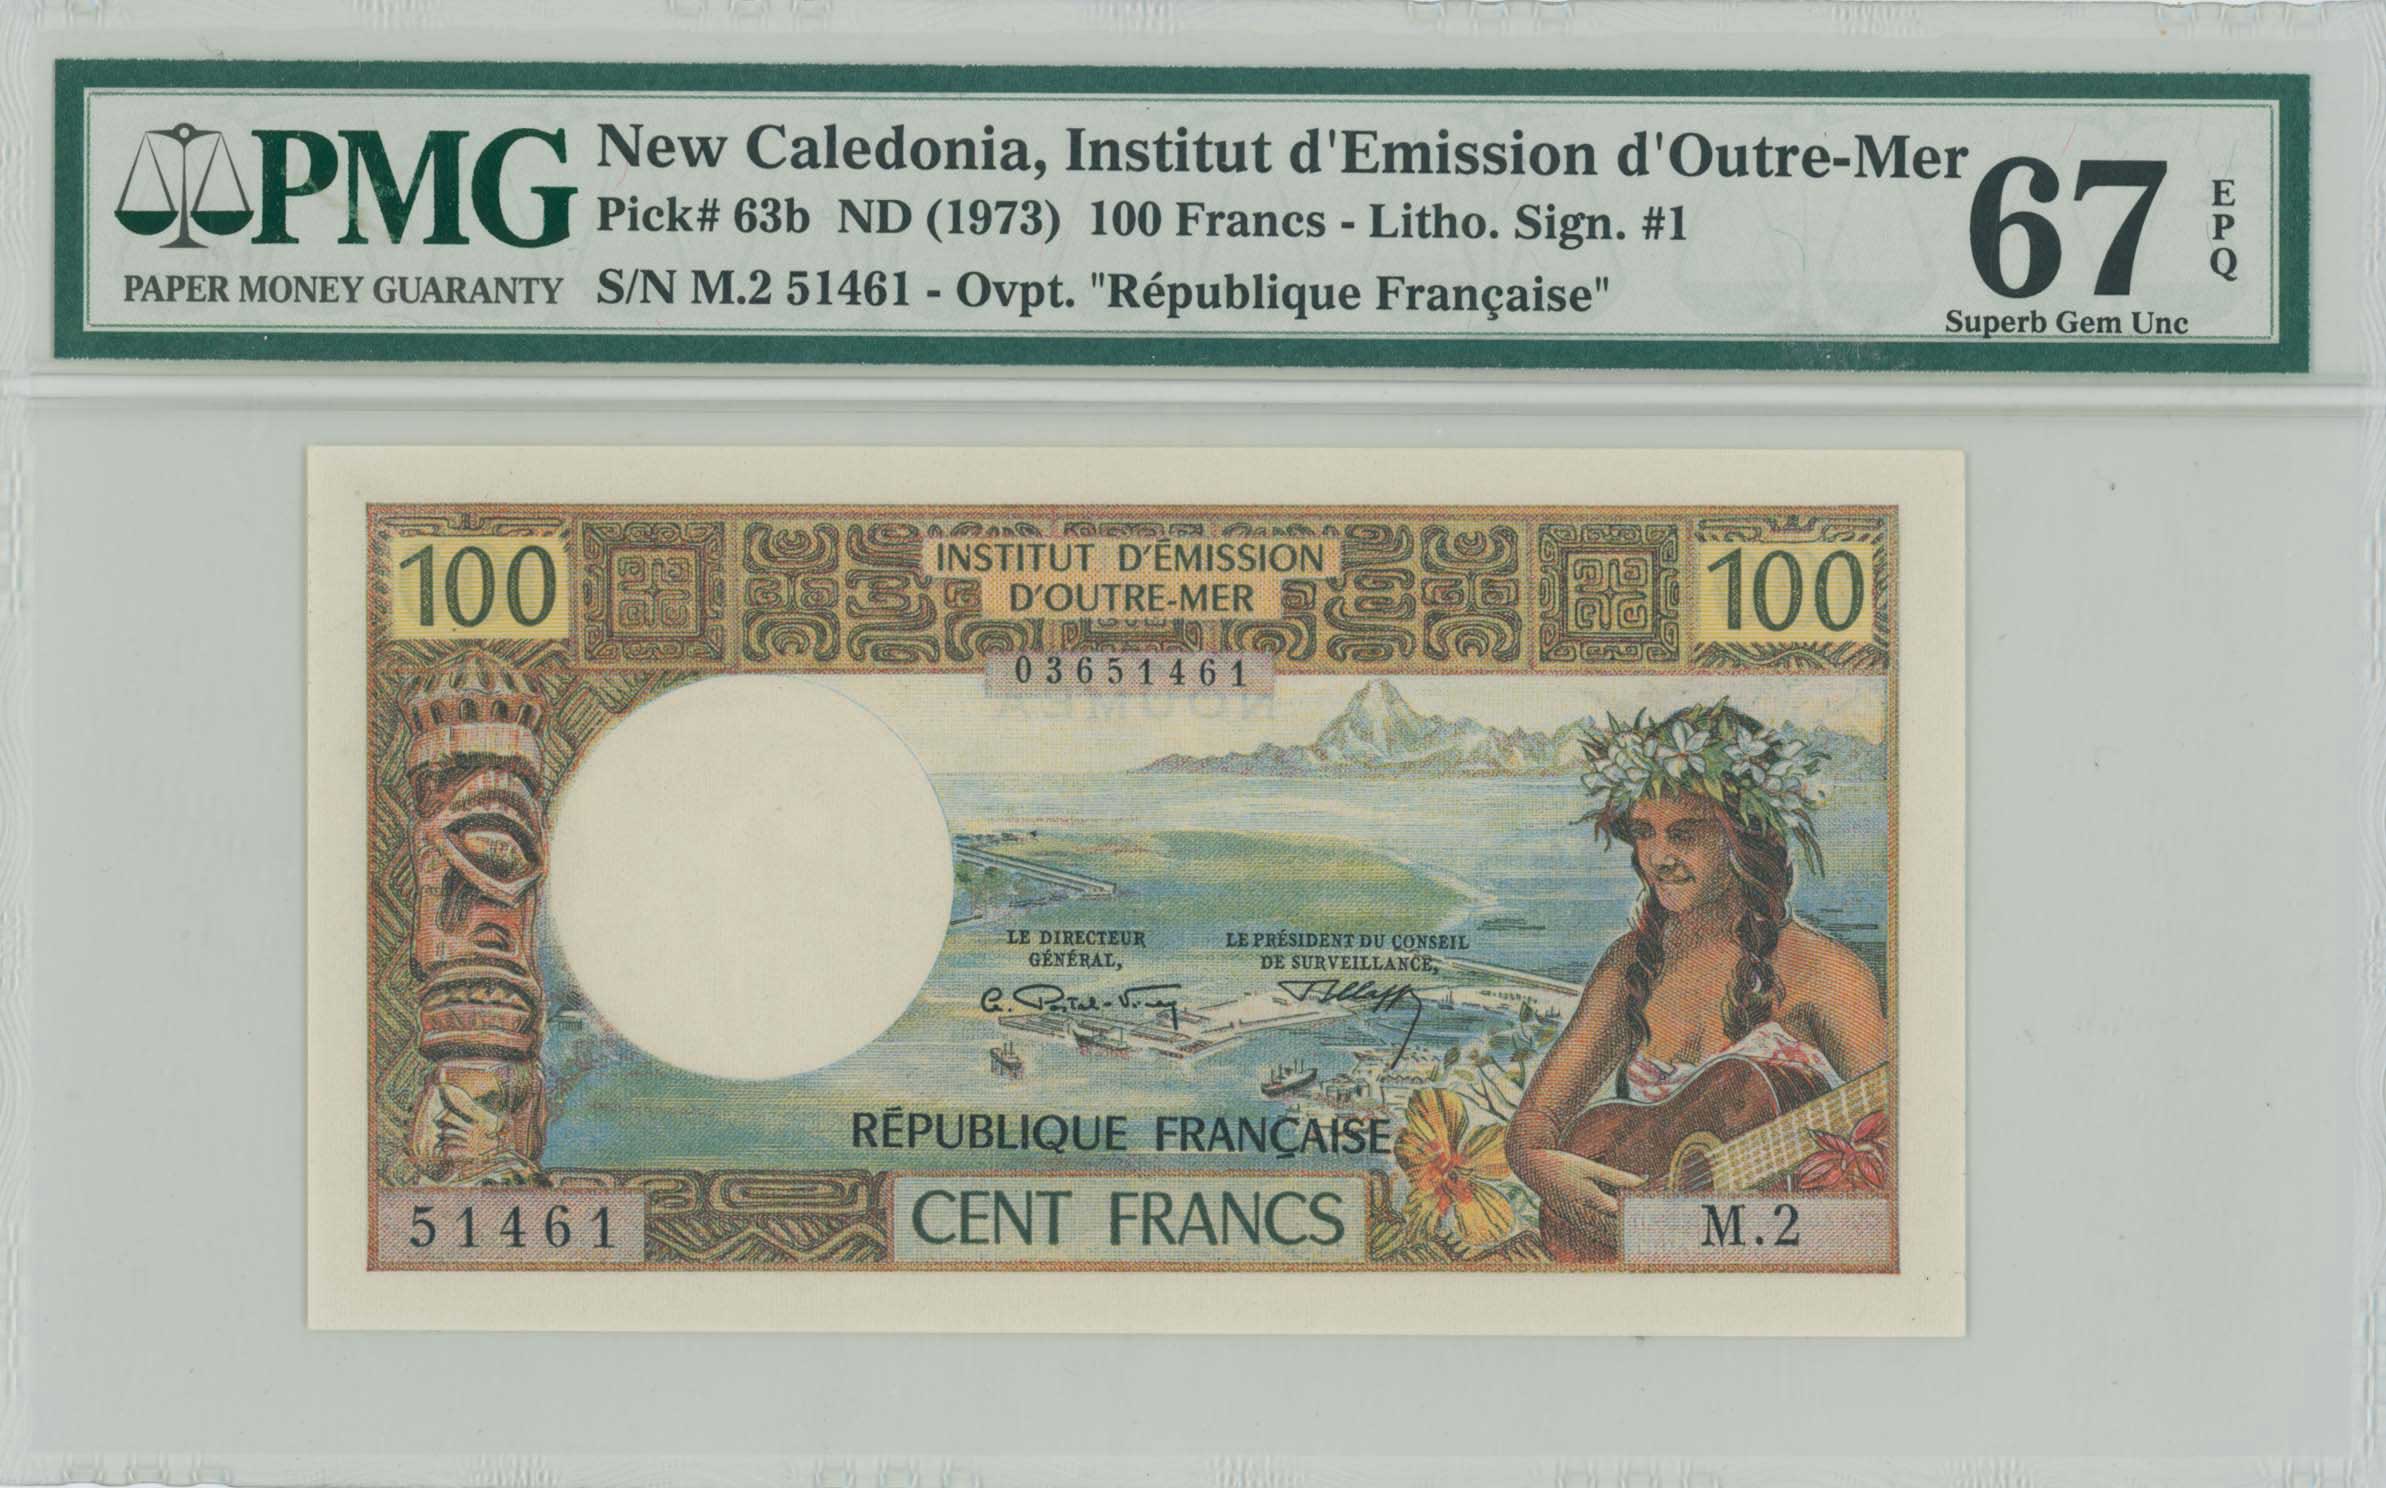 PMG
PAPER MONEY GUARANTY
New Caledonia, Institut d'Emission d'Outre-Mer
Pick# 63b ND (1973) 100 Francs - Litho. Sign. #1
S/N M.2 51461 - Ovpt. "République Française"
67
EPQ
Superb Gem Unc
100
INSTITUT D'ÉMISSION
D'OUTRE-MER
100
03651461
NOUMÉA
LE DIRECTEUR
GÉNÉRAL,
LE PRÉSIDENT DU CONSEIL
DE SURVEILLANCE,
RÉPUBLIQUE FRANÇAISE
51461
CENT FRANCS
M.2